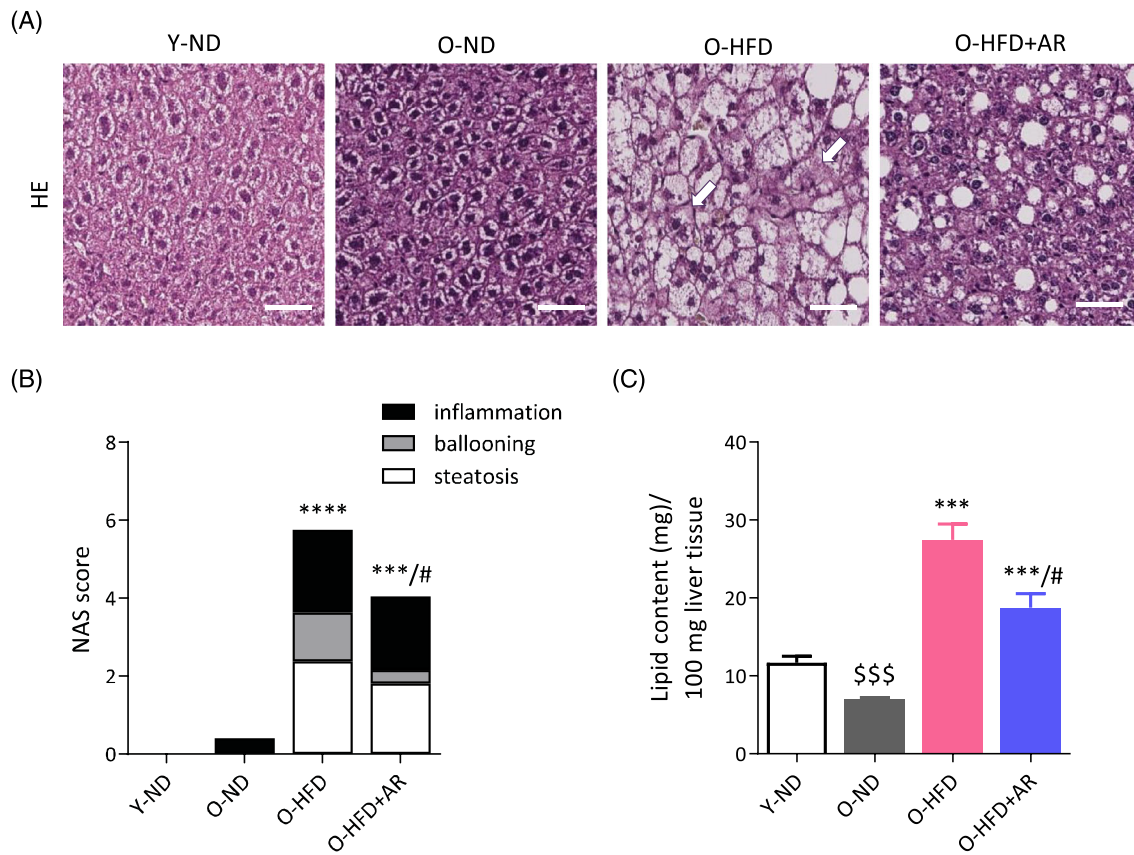 (A)
Y-ND
O-ND
O-HFD
O-HFD+AR
HE
(B)
inflammation
ballooning
steatosis
NAS score
8
6
4
2
0
****
***/#
Y-ND
O-ND
O-HFD
O-HFD+AR
(C)
Lipid content (mg)/
100 mg liver tissue
40
30
20
10
0
$$$
***
***/#
Y-ND
O-ND
O-HFD
O-HFD+AR